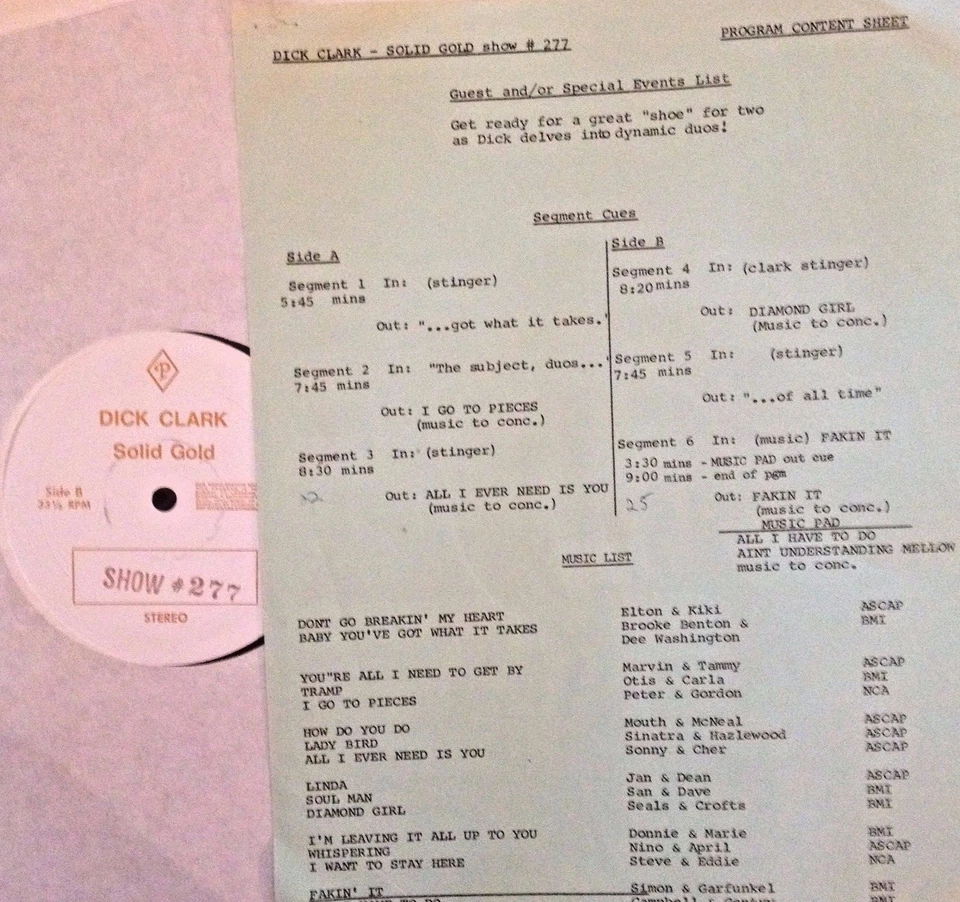 DICK CLARK - SOLID GOLD show # 277
PROGRAM CONTENT SHEET
Guest and/or Special Events List
Get ready for a great "shoe" for two
as Dick delves into dynamic duos!
Segment Cues
Side A
Segment 1 In: (stinger)
5:45 mins
Out: "...got what it takes."
Segment 2 In: "The subject, duos..."
7:45 mins
Out: I GO TO PIECES
(music to conc.)
Segment 3 In: (stinger)
8:30 mins
Out: ALL I EVER NEED IS YOU
(music to conc.)
22
Side B
Segment 4 In: (clark stinger)
8:20 mins
Out: DIAMOND GIRL
(Music to conc.)
Segment 5 In: (stinger)
7:45 mins
Out: "...of all time"
Segment 6 In: (music) FAKIN IT
3:30 mins - MUSIC PAD out cue
9:00 mins - end of pgm
Out: FAKIN IT
(music to conc.)
25
MUSIC PAD
ALL I HAVE TO DO
AINT UNDERSTANDING MELLOW
music to conc.
MUSIC LIST
DONT GO BREAKIN' MY HEART Elton & Kiki ASCAP
BABY YOU'VE GOT WHAT IT TAKES Brooke Benton & BMI
Dee Washington
YOU"RE ALL I NEED TO GET BY Marvin & Tammy ASCAP
TRAMP Otis & Carla BMI
I GO TO PIECES Peter & Gordon NCA
HOW DO YOU DO Mouth & McNeal ASCAP
LADY BIRD Sinatra & Hazlewood ASCAP
ALL I EVER NEED IS YOU Sonny & Cher ASCAP
LINDA Jan & Dean ASCAP
SOUL MAN San & Dave BMI
DIAMOND GIRL Seals & Crofts BMI
I'M LEAVING IT ALL UP TO YOU Donnie & Marie BMI
WHISPERING Nino & April ASCAP
I WANT TO STAY HERE Steve & Eddie NCA
FAKIN' IT Simon & Garfunkel BMI
P
DICK CLARK
Solid Gold
Side B
33⅓ RPM
SHOW #277
STEREO